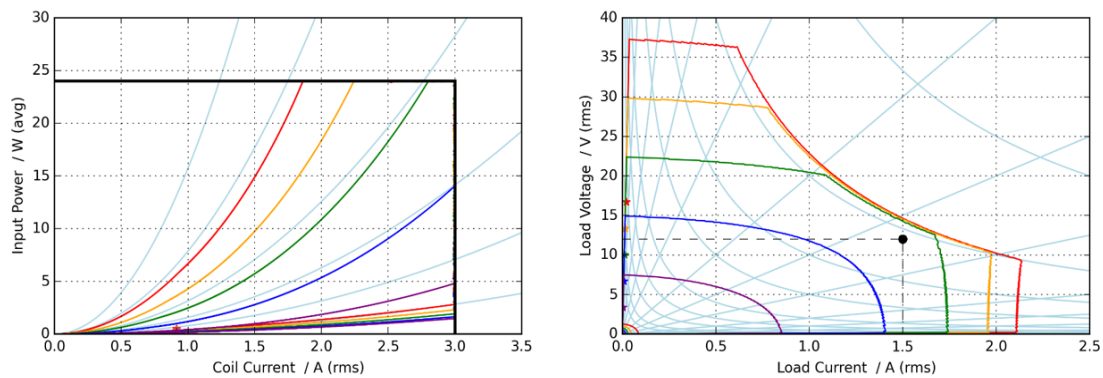 30
25
20
15
10
5
0
Input Power / W (avg)
0.0 0.5 1.0 1.5 2.0 2.5 3.0 3.5
Coil Current / A (rms)
40
35
30
25
20
15
10
5
0
Load Voltage / V (rms)
0.0 0.5 1.0 1.5 2.0 2.5
Load Current / A (rms)